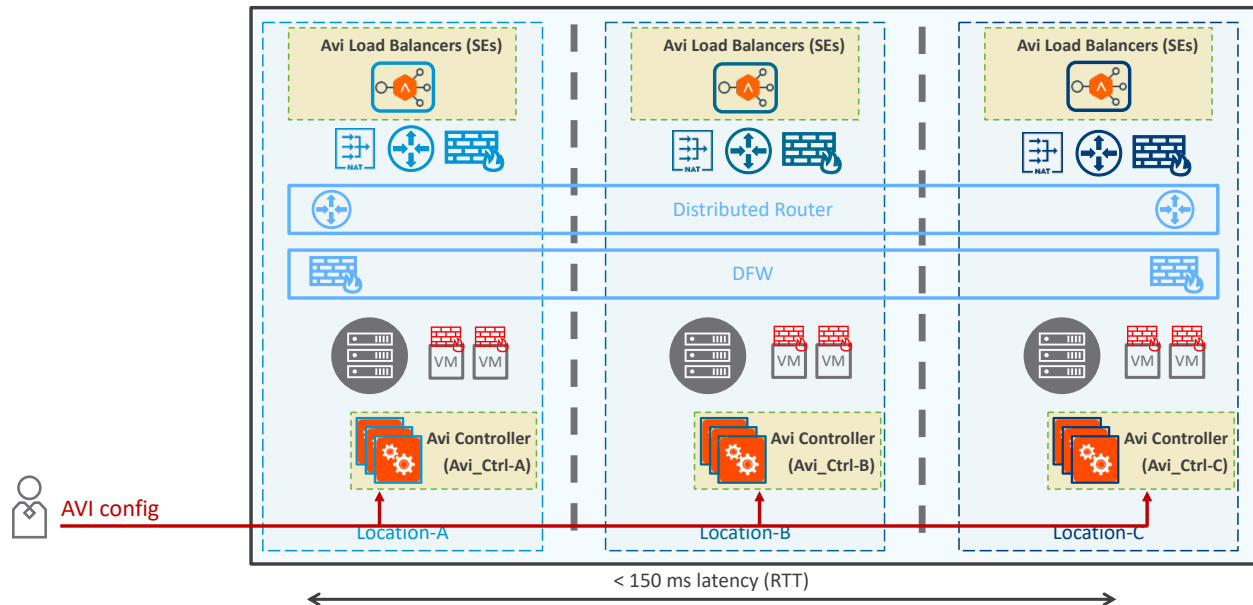 Avi Load Balancers (SEs)
Avi Load Balancers (SEs)
Avi Load Balancers (SEs)
NAT
NAT
NAT
Distributed Router
DFW
VM
VM
VM
VM
VM
VM
Avi Controller
(Avi_Ctrl-A)
Avi Controller
(Avi_Ctrl-B)
Avi Controller
(Avi_Ctrl-C)
AVI config
Location-A
Location-B
Location-C
< 150 ms latency (RTT)